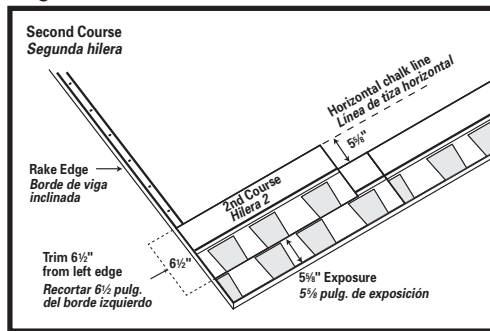 Second Course
Segunda hilera
Horizontal chalk line
Línea de tiza horizontal
5⅝"
Rake Edge
Borde de viga
inclinada
2nd Course
Hilera 2
Trim 6½"
from left edge
Recortar 6½ pulg.
del borde izquierdo
6½"
5⅝" Exposure
5⅝ pulg. de exposición